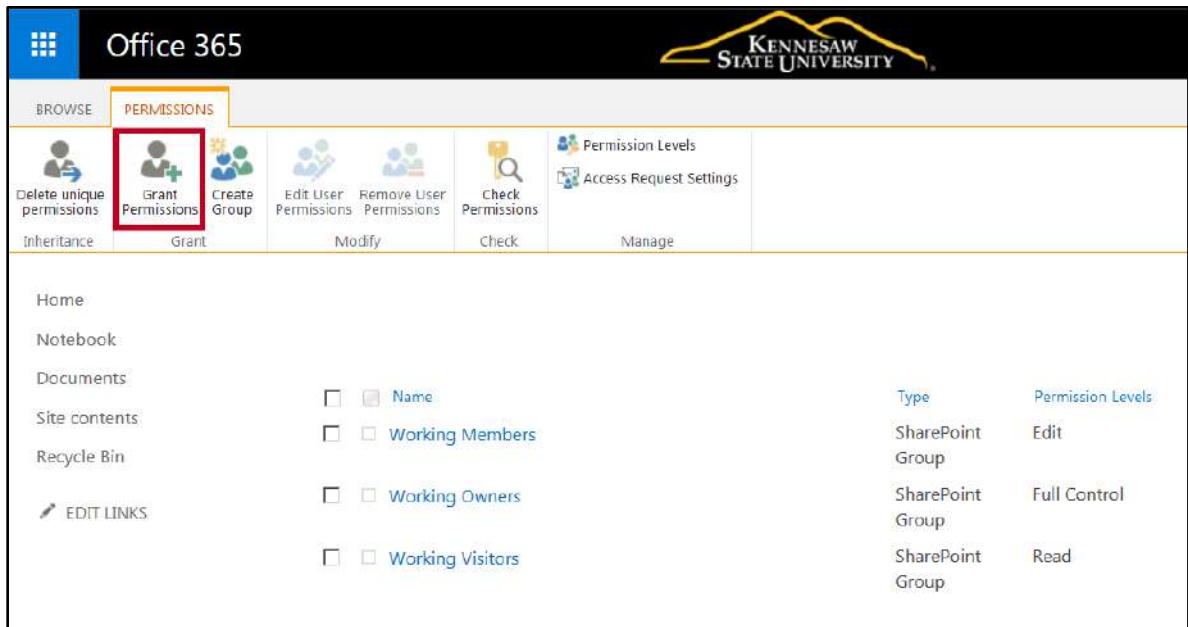 Office 365
KENNESAW
STATE UNIVERSITY
BROWSE
PERMISSIONS
Delete unique
permissions
Grant
Permissions
Create
Group
Edit User
Permissions
Remove User
Permissions
Check
Permissions
Permission Levels
Access Request Settings
Inheritance
Grant
Modify
Check
Manage
Home
Notebook
Documents
Site contents
Recycle Bin
EDIT LINKS
Name Type Permission Levels
Working Members SharePoint Edit
Group
Working Owners SharePoint Full Control
Group
Working Visitors SharePoint Read
Group